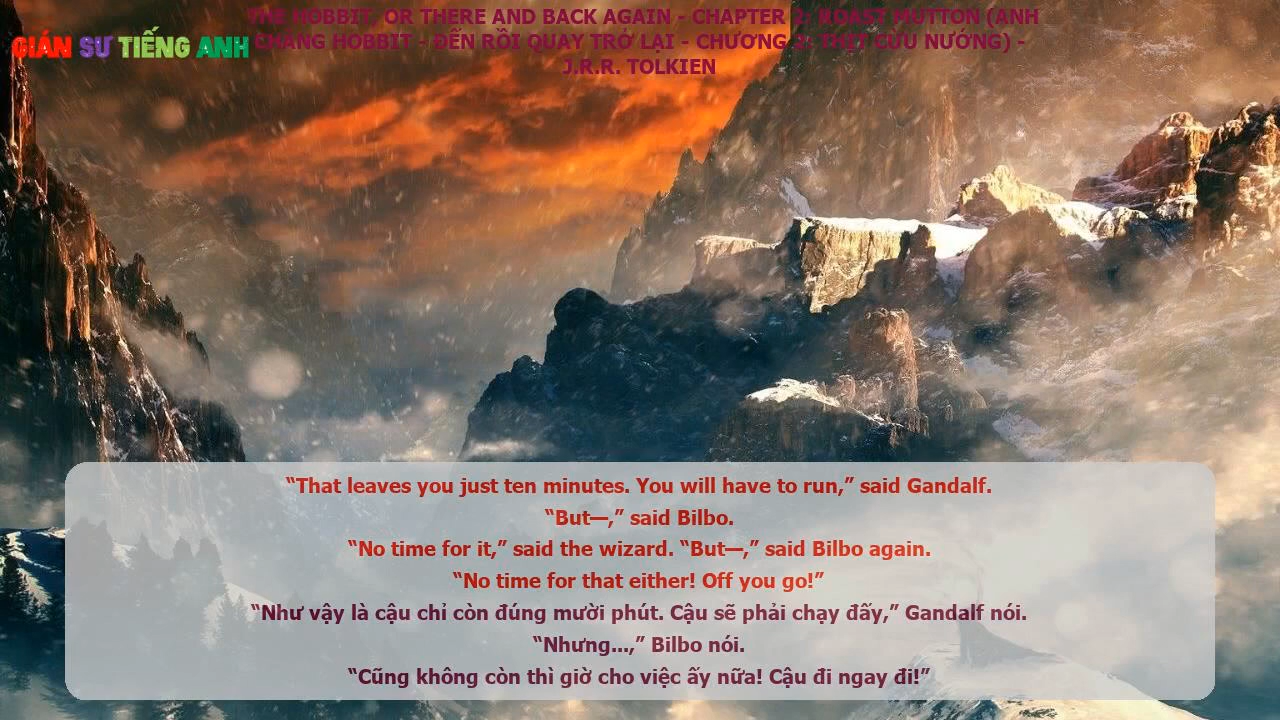 THE HOBBIT, OR THERE AND BACK AGAIN - CHAPTER 2: ROAST MUTTON (ANH
CHÀNG HOBBIT - ĐẾN RỒI QUAY TRỞ LẠI - CHƯƠNG 2: THỊT CỪU NƯỚNG) -
J.R.R. TOLKIEN
GIÁN SỨ TIẾNG ANH
“That leaves you just ten minutes. You will have to run,” said Gandalf.
“But—,” said Bilbo.
“No time for it,” said the wizard. “But—,” said Bilbo again.
“No time for that either! Off you go!”
“Như vậy là cậu chỉ còn đúng mười phút. Cậu sẽ phải chạy đấy,” Gandalf nói.
“Nhưng...,” Bilbo nói.
“Cũng không còn thì giờ cho việc ấy nữa! Cậu đi ngay đi!”